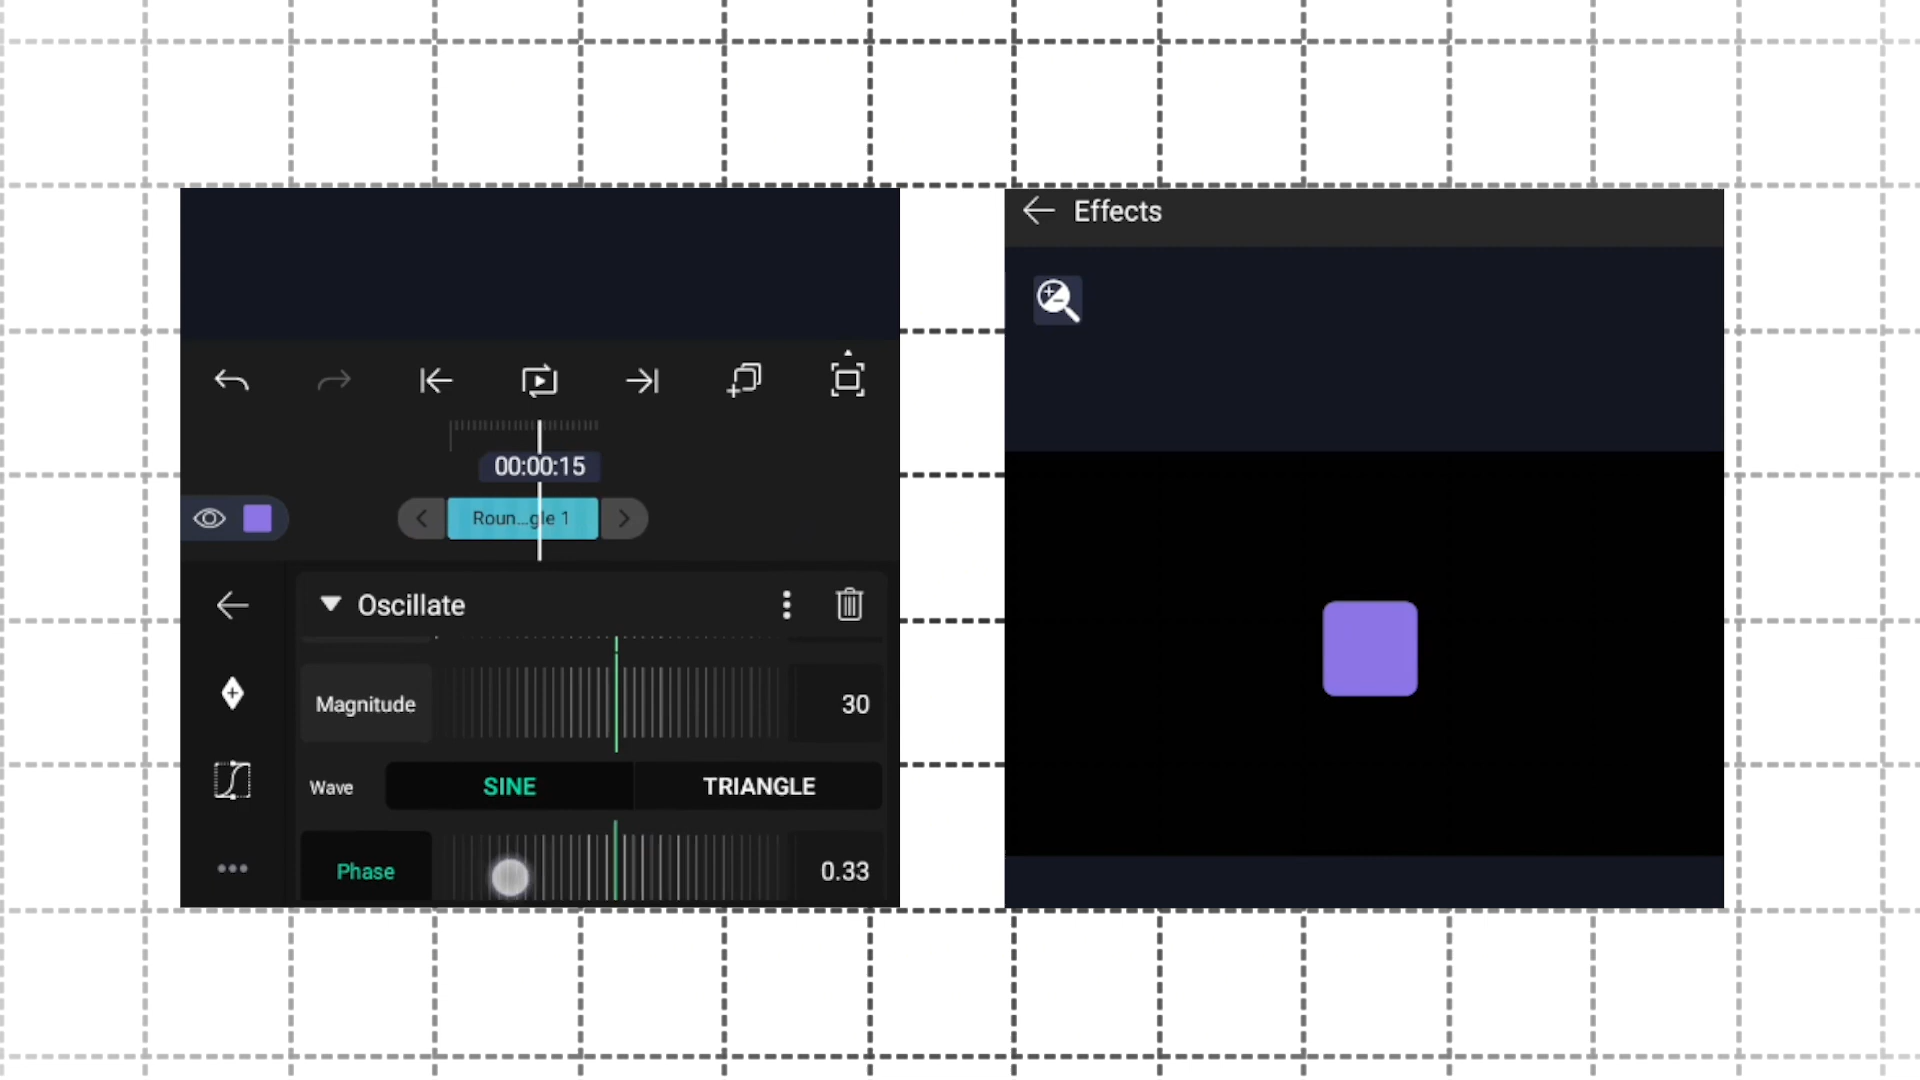 Effects
00:00:15
Roun...gle 1
Oscillate
Magnitude
30
Wave
SINE
TRIANGLE
Phase
0.33